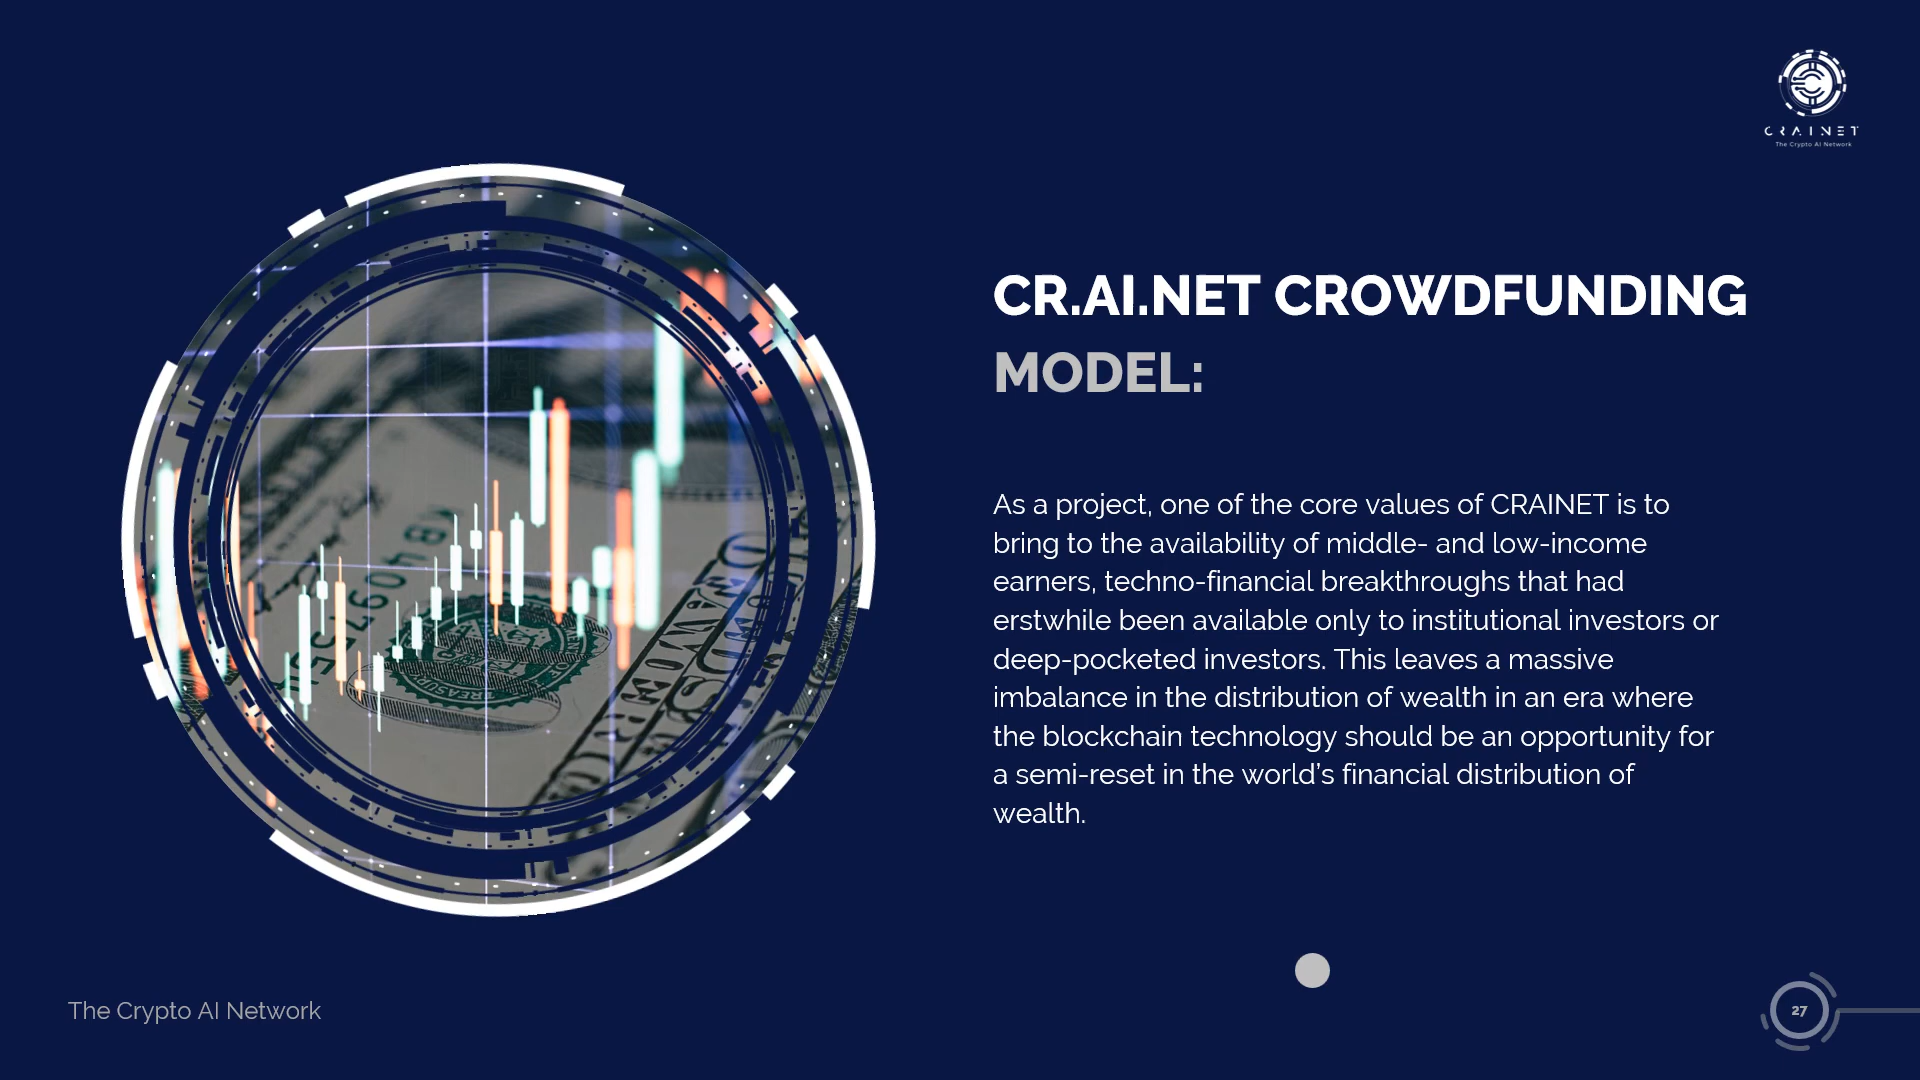 CRAINET
The Crypto AI Network
CR.AI.NET CROWDFUNDING
MODEL:
As a project, one of the core values of CRAINET is to
bring to the availability of middle- and low-income
earners, techno-financial breakthroughs that had
erstwhile been available only to institutional investors or
deep-pocketed investors. This leaves a massive
imbalance in the distribution of wealth in an era where
the blockchain technology should be an opportunity for
a semi-reset in the world’s financial distribution of
wealth.
The Crypto AI Network
27